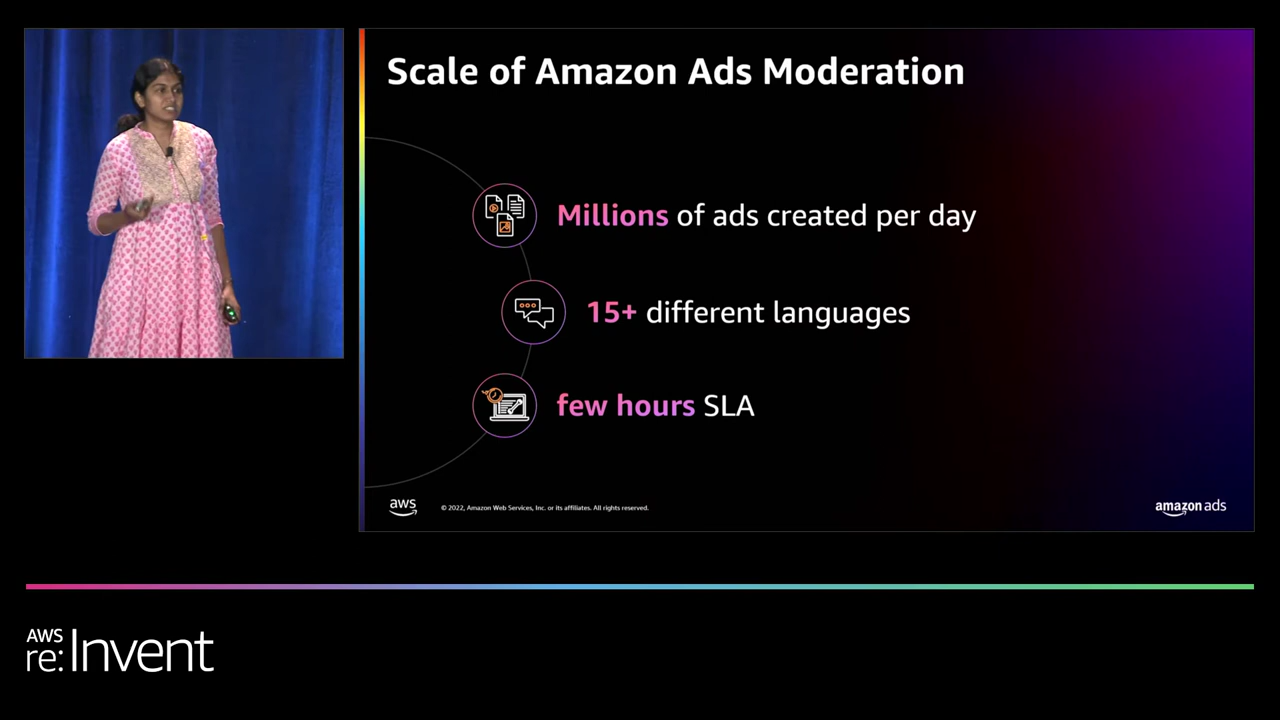 Scale of Amazon Ads Moderation
Millions of ads created per day
15+ different languages
few hours SLA
aws
© 2022, Amazon Web Services, Inc. or its affiliates. All rights reserved.
amazon ads
AWS
re:Invent